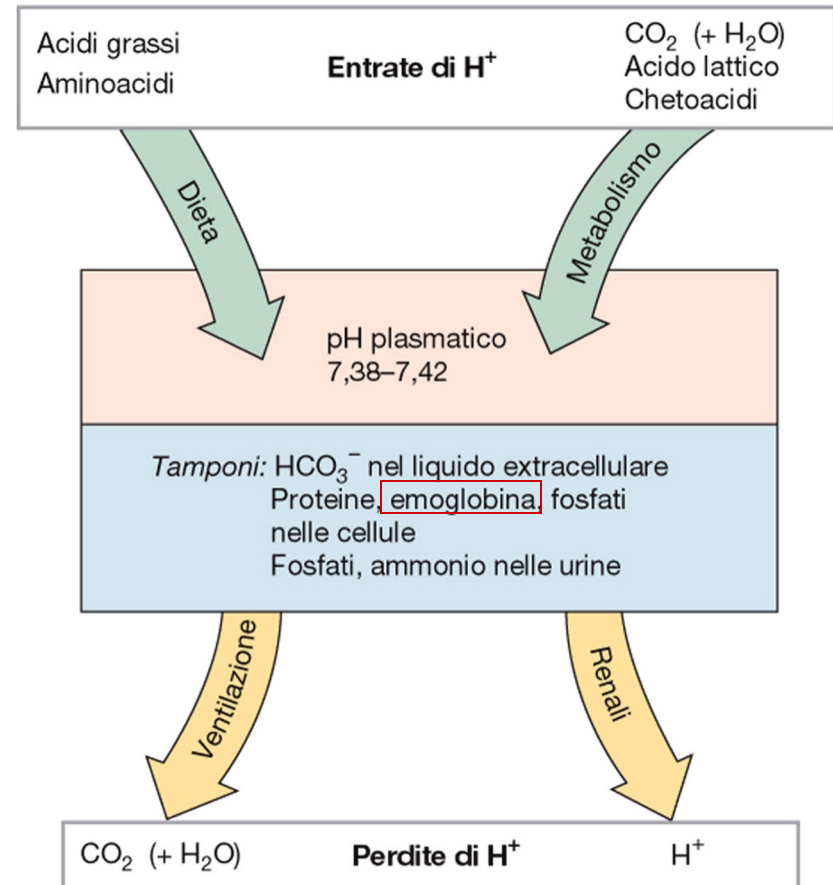 Acidi grassi
Aminoacidi
Entrate di H⁺
CO₂ (+ H₂O)
Acido lattico
Chetoacidi
Dieta
Metabolismo
pH plasmatico
7,38–7,42
Tamponi: HCO₃⁻ nel liquido extracellulare
Proteine, emoglobina, fosfati
nelle cellule
Fosfati, ammonio nelle urine
Ventilazione
Renali
CO₂ (+ H₂O)
Perdite di H⁺
H⁺